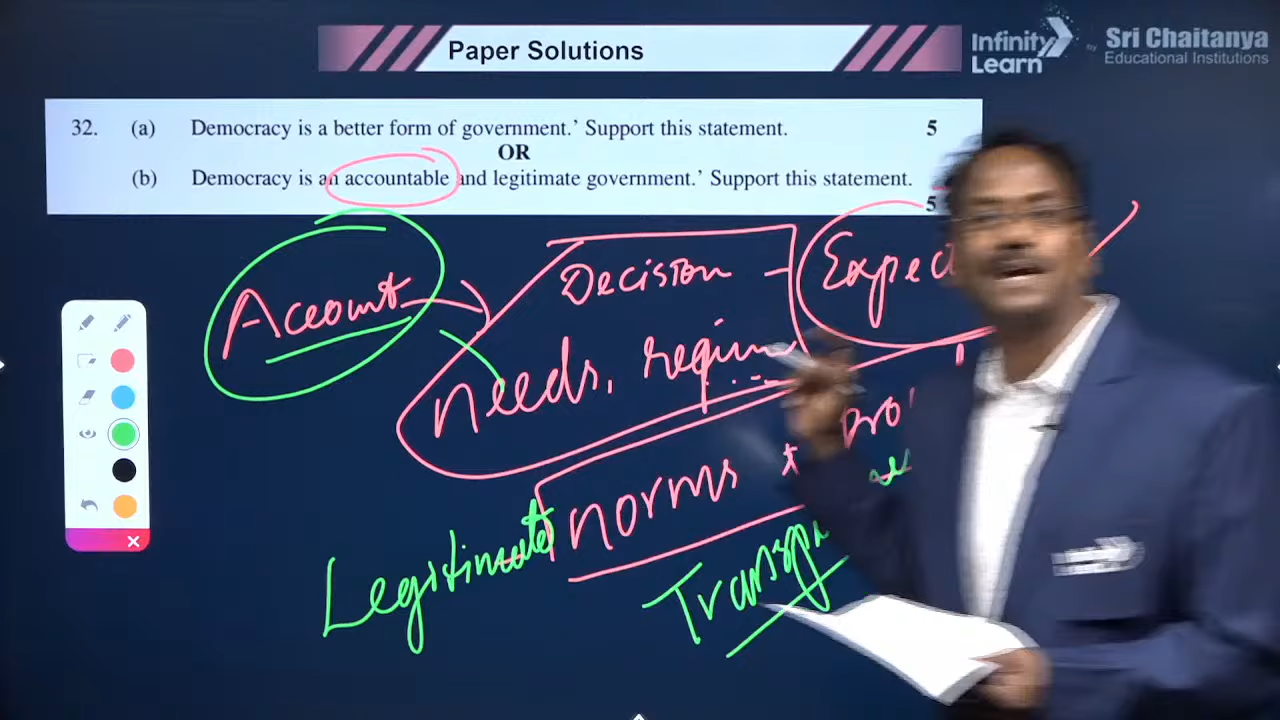 Paper Solutions
Infinity Learn by Sri Chaitanya Educational Institutions
32. (a) Democracy is a better form of government.' Support this statement. 5
OR
(b) Democracy is an accountable and legitimate government.' Support this statement.
5
Account Decision Expec
needs,
norms
Legitimate